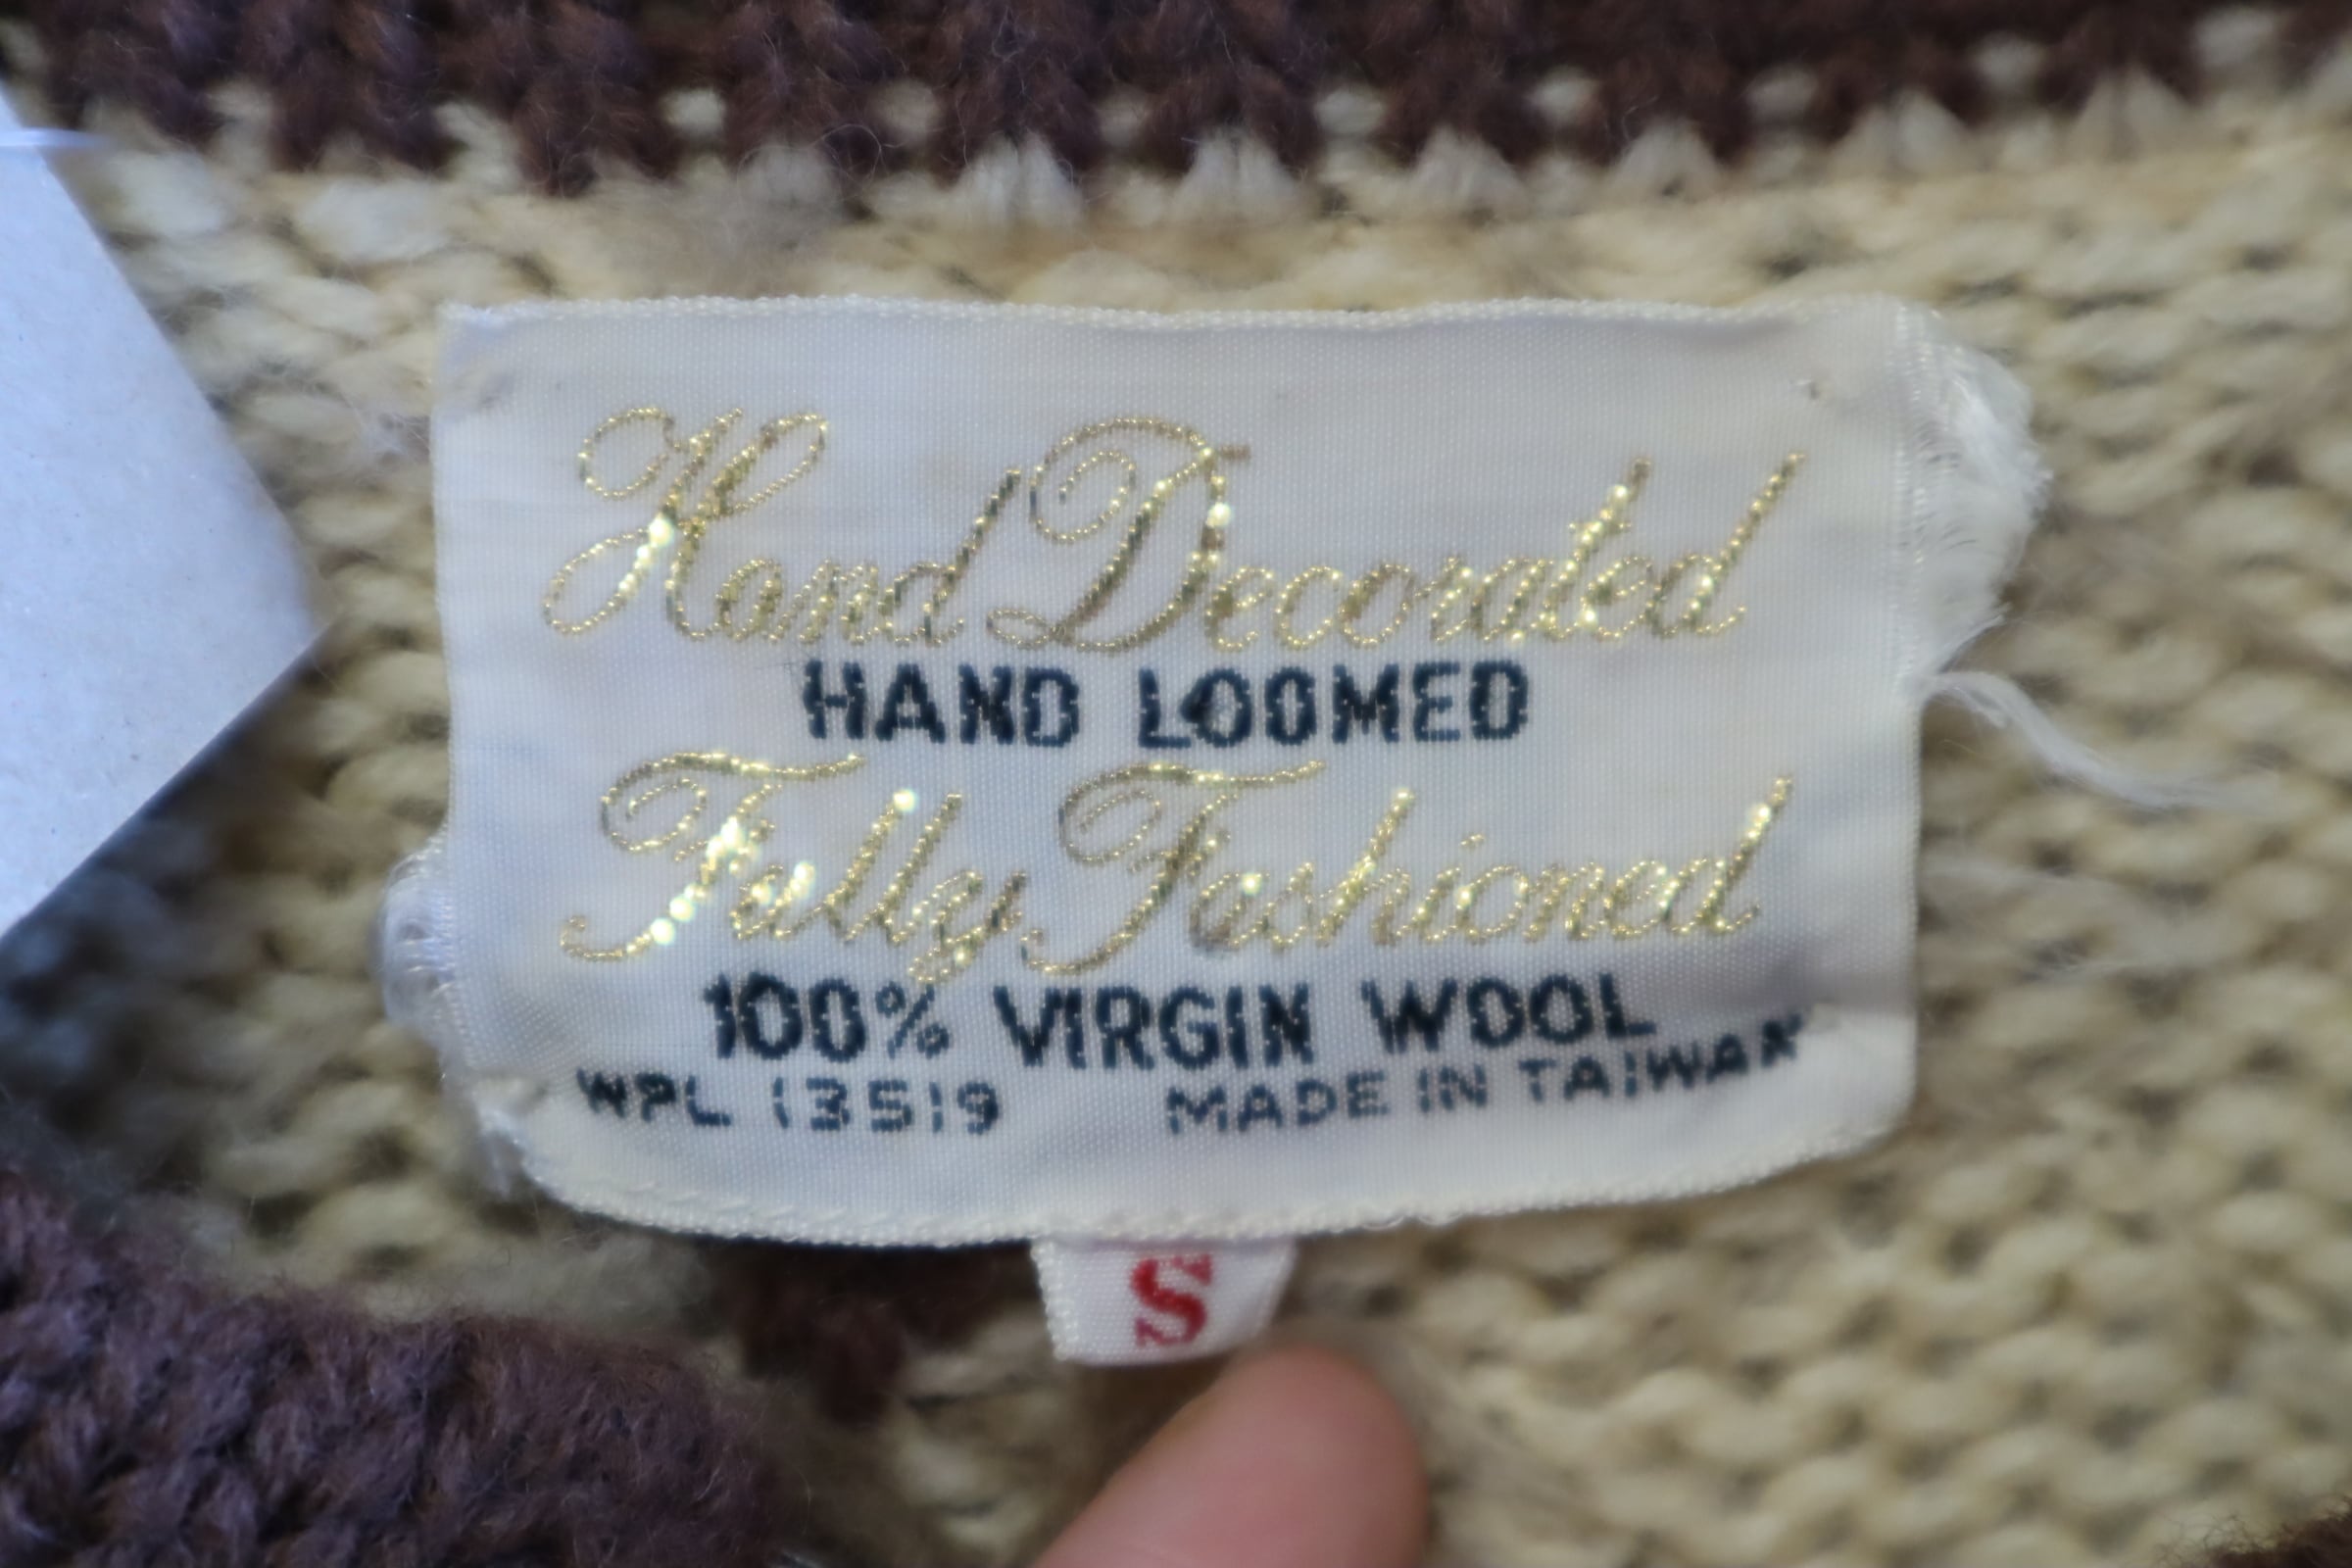 Hand Decorated
HAND LOOMED
Fully Fashioned
100% VIRGIN WOOL
WPL 13519 MADE IN TAIWAN
S